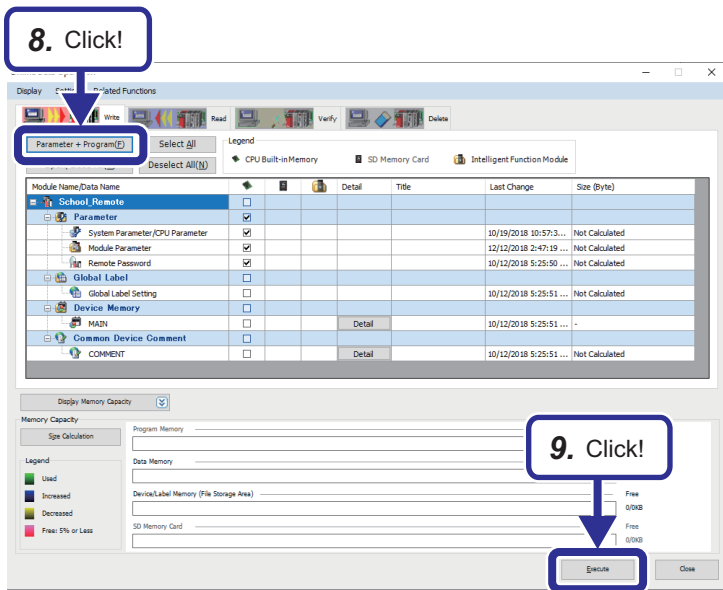 8. Click!
Display Related Functions
Write Read Verify Delete
Parameter + Program(F) Select All Legend
Deselect All(N) CPU Built-in Memory SD Memory Card Intelligent Function Module
Module Name/Data Name Detail Title Last Change Size (Byte)
School_Remote
Parameter
System Parameter/CPU Parameter 10/19/2018 10:57:3... Not Calculated
Module Parameter 12/12/2018 2:47:19 ... Not Calculated
Remote Password 10/12/2018 5:25:50 ... Not Calculated
Global Label
Global Label Setting 10/12/2018 5:25:51 ... Not Calculated
Device Memory
MAIN Detail 10/12/2018 5:25:51 ... -
Common Device Comment
COMMENT Detail 10/12/2018 5:25:51 ... Not Calculated
Display Memory Capacity
Memory Capacity
Size Calculation
Program Memory
9. Click!
Legend
Data Memory
Used
Increased
Device/Label Memory (File Storage Area) Free
0/0KB
Decreased
SD Memory Card Free
Free: 5% or Less
0/0KB
Execute Close